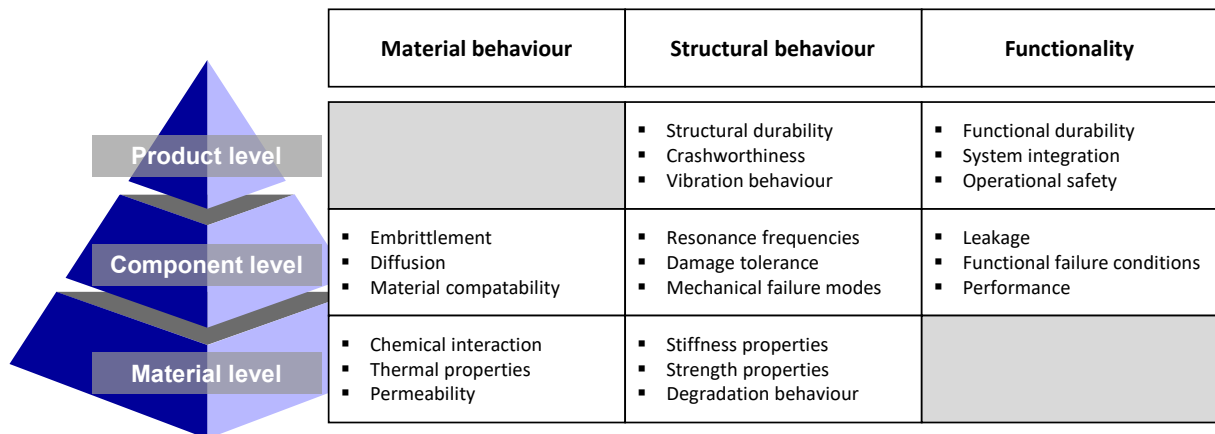 Material behaviour
Structural behaviour
Functionality
Product level
▪ Structural durability
▪ Crashworthiness
▪ Vibration behaviour
▪ Functional durability
▪ System integration
▪ Operational safety
Component level
▪ Embrittlement
▪ Diffusion
▪ Material compatability
▪ Resonance frequencies
▪ Damage tolerance
▪ Mechanical failure modes
▪ Leakage
▪ Functional failure conditions
▪ Performance
Material level
▪ Chemical interaction
▪ Thermal properties
▪ Permeability
▪ Stiffness properties
▪ Strength properties
▪ Degradation behaviour